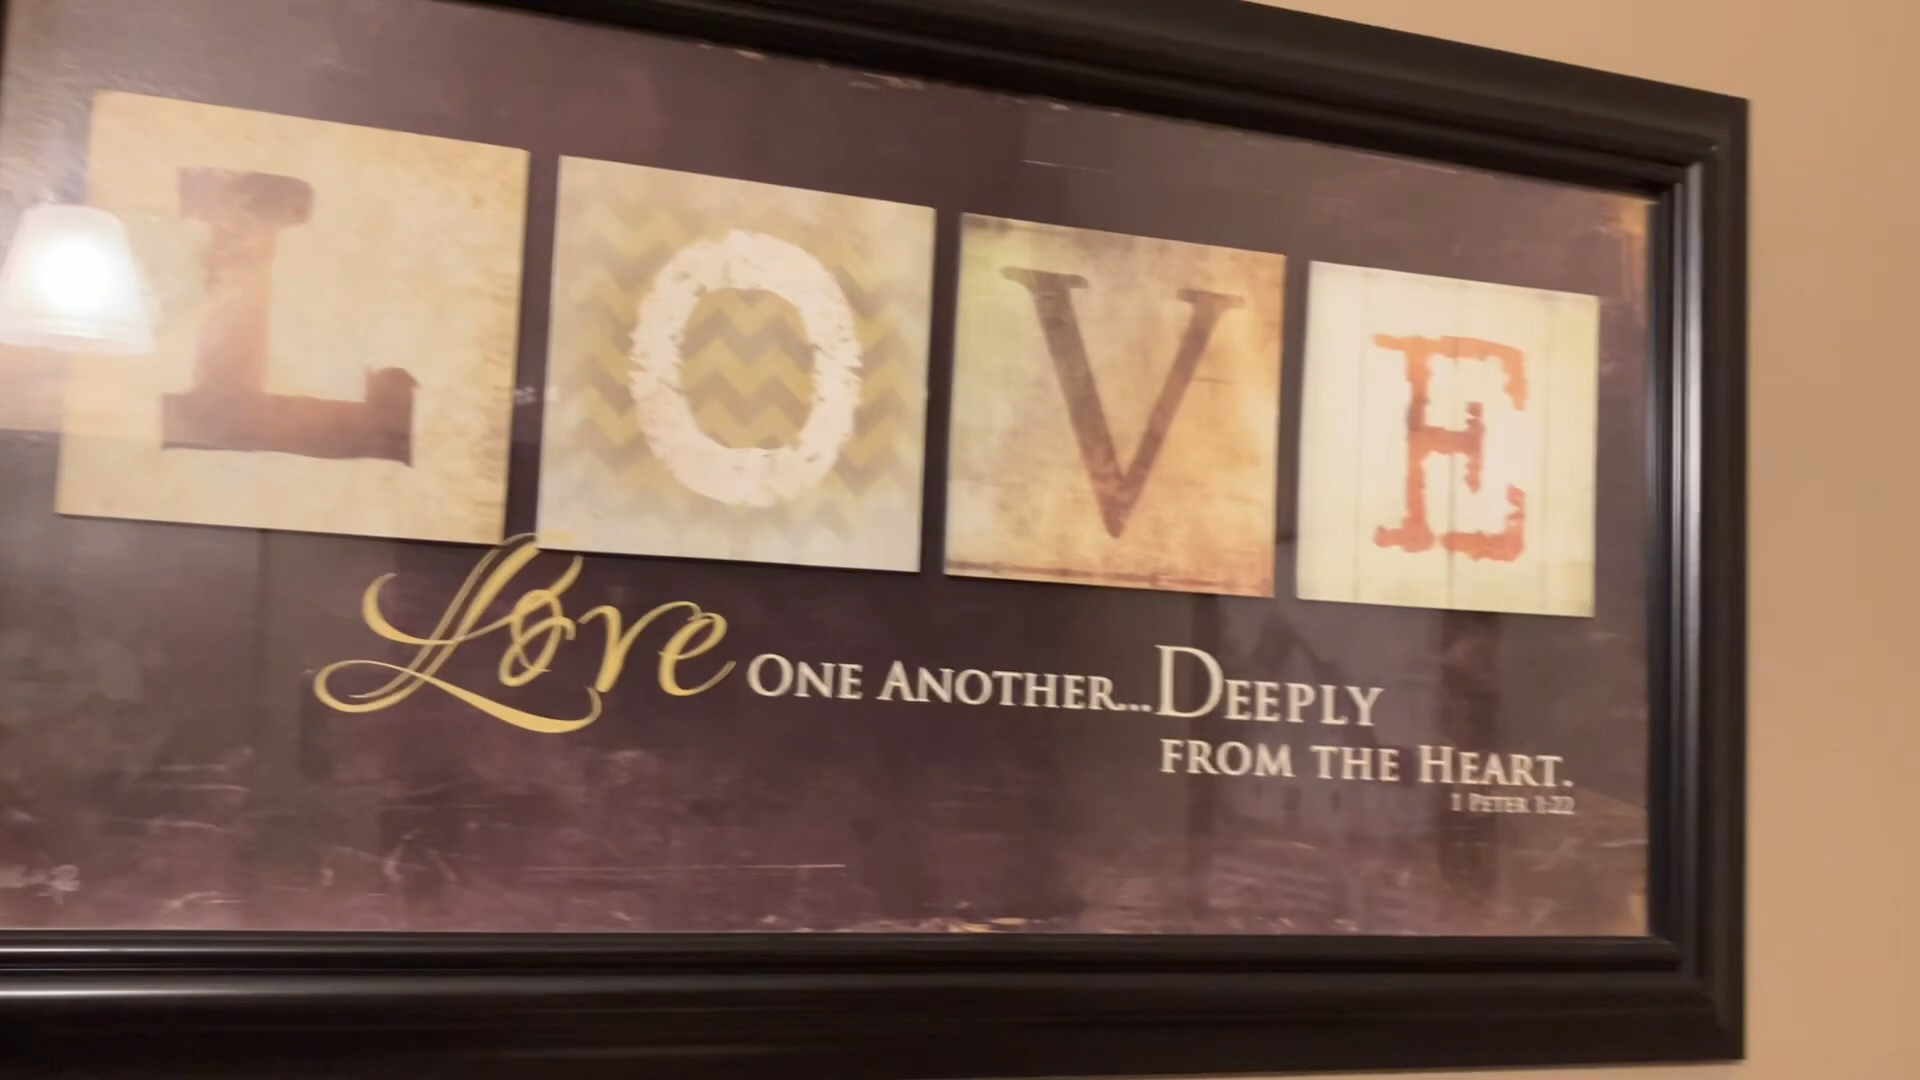 LOVE
Love ONE ANOTHER...DEEPLY
FROM THE HEART.
1 PETER 1:22